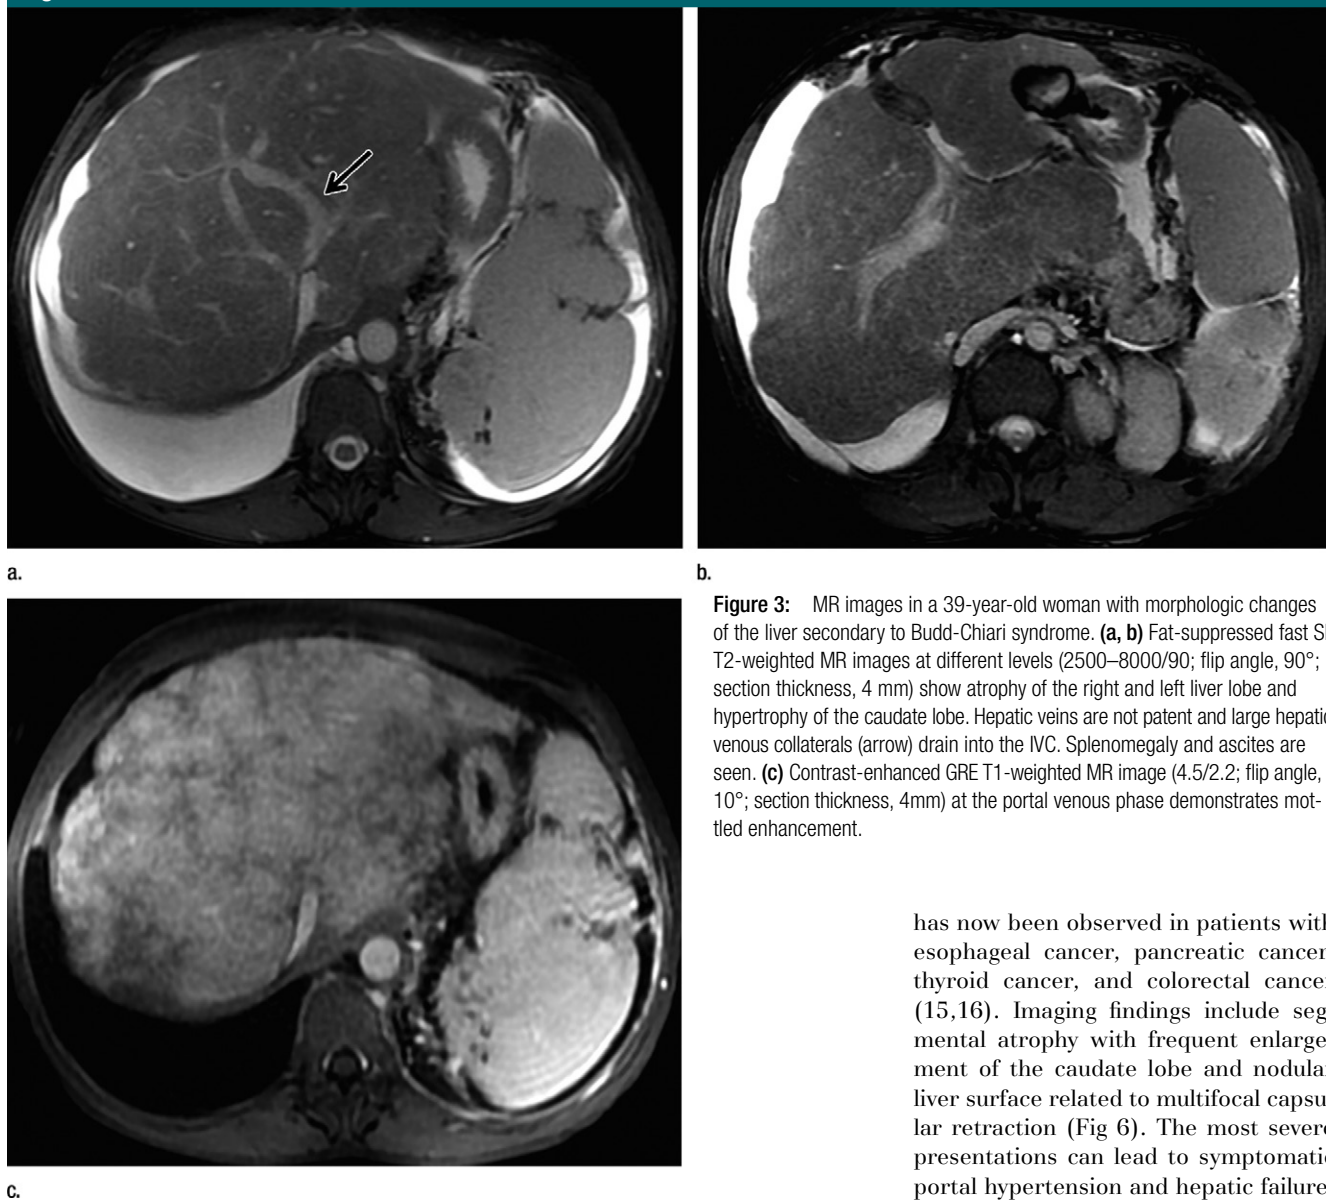 a.
b.
Figure 3: MR images in a 39-year-old woman with morphologic changes
of the liver secondary to Budd-Chiari syndrome. (a, b) Fat-suppressed fast
T2-weighted MR images at different levels (2500–8000/90; flip angle, 90°;
section thickness, 4 mm) show atrophy of the right and left liver lobe and
hypertrophy of the caudate lobe. Hepatic veins are not patent and large hepatic
venous collaterals (arrow) drain into the IVC. Splenomegaly and ascites are
seen. (c) Contrast-enhanced GRE T1-weighted MR image (4.5/2.2; flip angle,
10°; section thickness, 4mm) at the portal venous phase demonstrates mot-
tled enhancement.
has now been observed in patients with
esophageal cancer, pancreatic cancer
thyroid cancer, and colorectal cancer
(15,16). Imaging findings include seg
mental atrophy with frequent enlarge
ment of the caudate lobe and nodular
liver surface related to multifocal capsu
lar retraction (Fig 6). The most severe
presentations can lead to symptomatic
portal hypertension and hepatic failure
c.